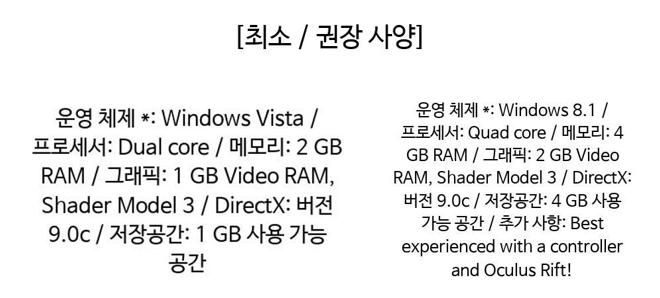 [최소 / 권장 사양]
운영 체제 *: Windows Vista /
프로세서: Dual core / 메모리: 2 GB
RAM / 그래픽: 1 GB Video RAM,
Shader Model 3 / DirectX: 버전
9.0c / 저장공간: 1 GB 사용 가능
공간
운영 체제 *: Windows 8.1 /
프로세서: Quad core / 메모리: 4
GB RAM / 그래픽: 2 GB Video
RAM, Shader Model 3 / DirectX:
버전 9.0c / 저장공간: 4 GB 사용
가능 공간 / 추가 사항: Best
experienced with a controller
and Oculus Rift!